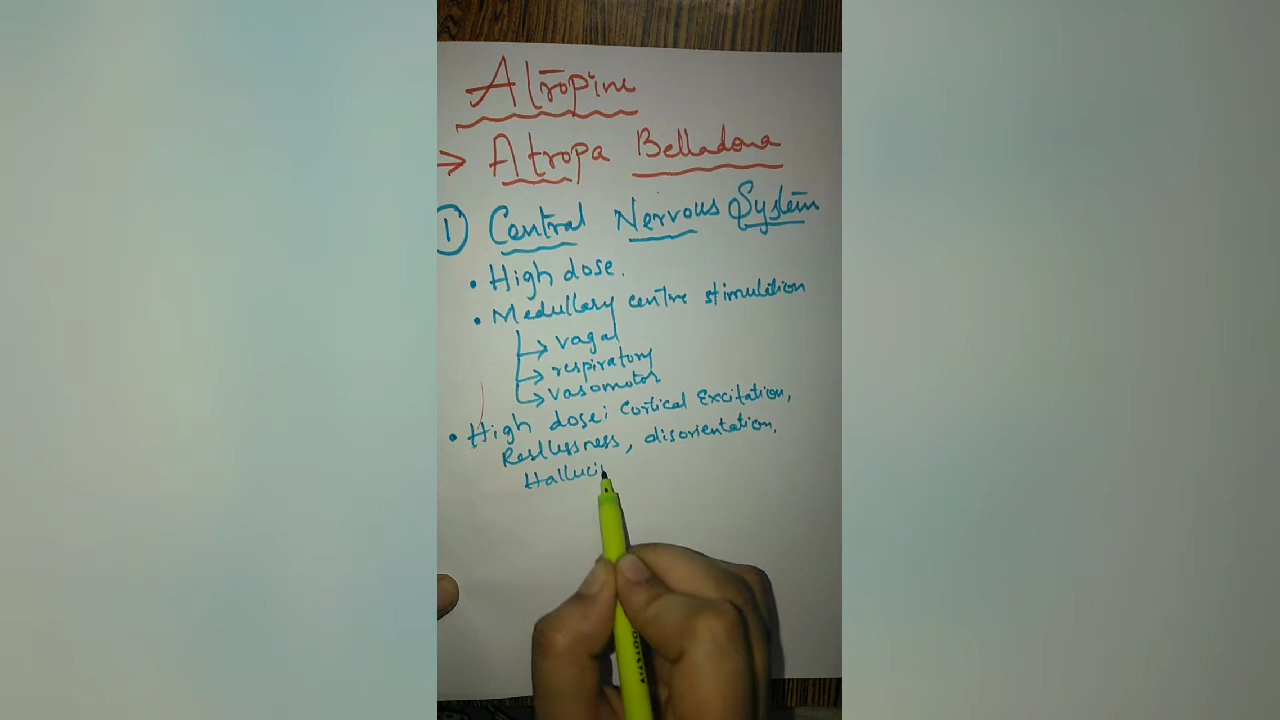 Atropine
→ Atropa Belladona
① Central Nervous System
• High dose.
• Medullary centre stimulation
→ vagal
→ respiratory
→ vasomotor
• High dose: Cortical Excitation,
Restlessness, disorientation,
Halluci